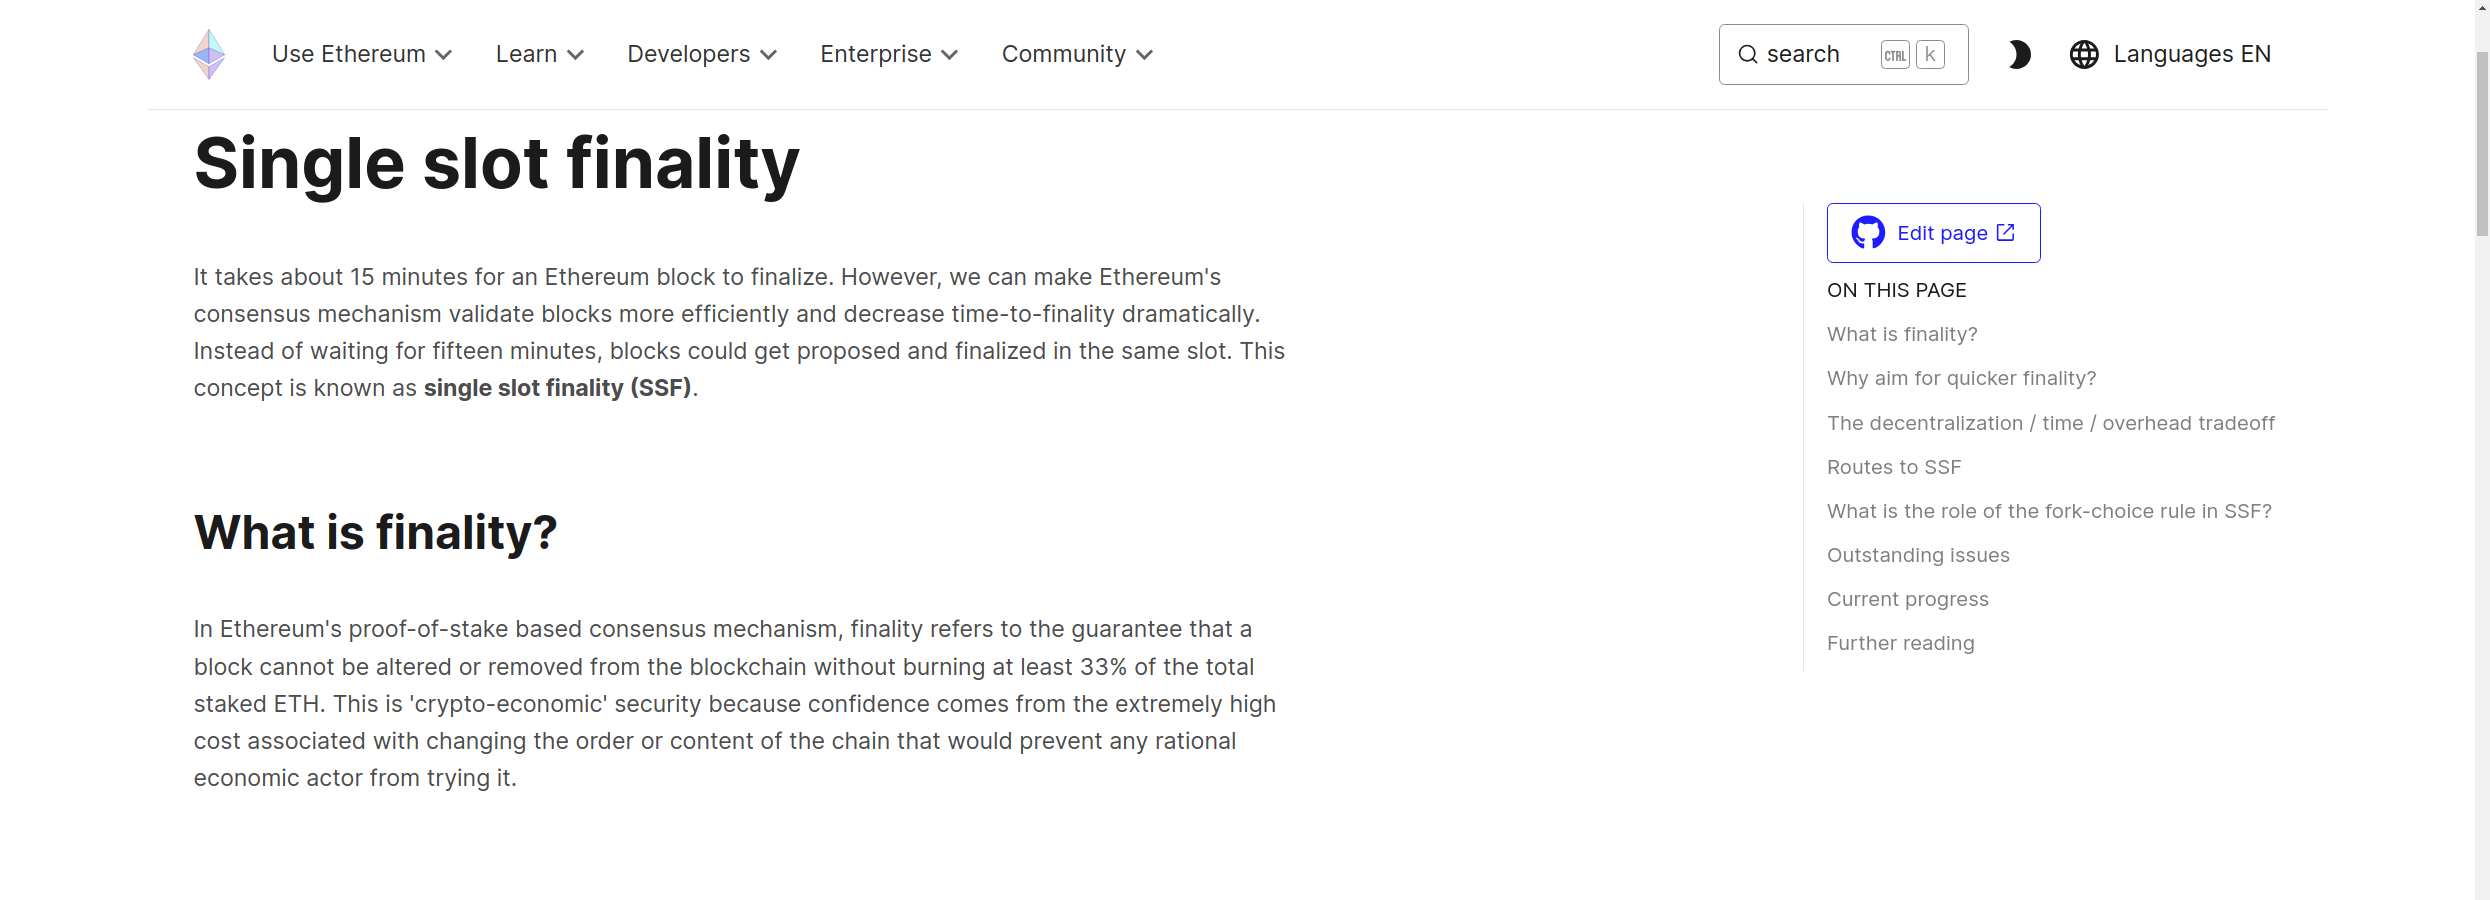 Use Ethereum Learn Developers Enterprise Community search CTRL k Languages EN
Single slot finality
It takes about 15 minutes for an Ethereum block to finalize. However, we can make Ethereum's
consensus mechanism validate blocks more efficiently and decrease time-to-finality dramatically.
Instead of waiting for fifteen minutes, blocks could get proposed and finalized in the same slot. This
concept is known as single slot finality (SSF).
What is finality?
In Ethereum's proof-of-stake based consensus mechanism, finality refers to the guarantee that a
block cannot be altered or removed from the blockchain without burning at least 33% of the total
staked ETH. This is 'crypto-economic' security because confidence comes from the extremely high
cost associated with changing the order or content of the chain that would prevent any rational
economic actor from trying it.
Edit page
ON THIS PAGE
What is finality?
Why aim for quicker finality?
The decentralization / time / overhead tradeoff
Routes to SSF
What is the role of the fork-choice rule in SSF?
Outstanding issues
Current progress
Further reading